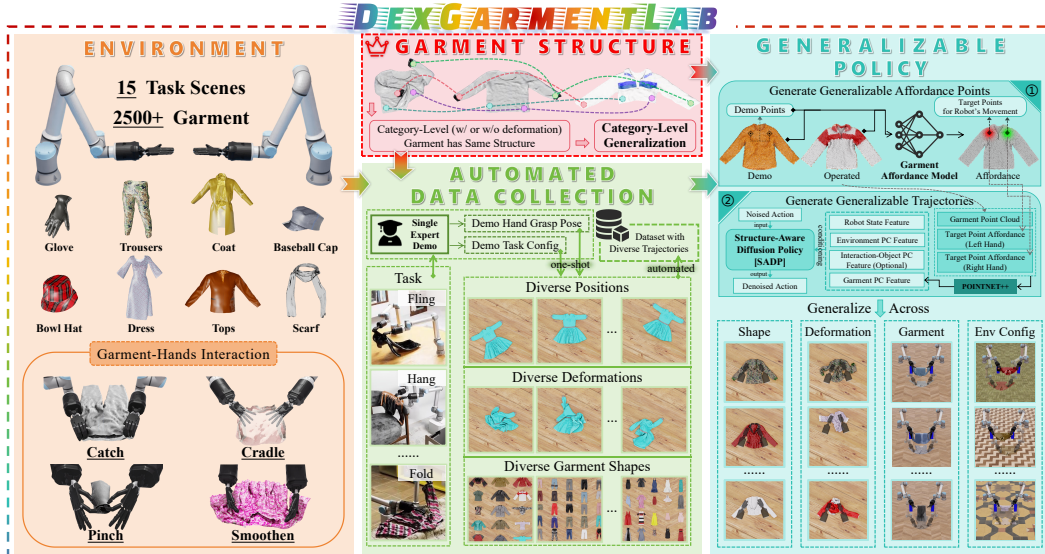 DEXGARMENTLAB
ENVIRONMENT
15 Task Scenes
2500+ Garment
Glove
Trousers
Coat
Baseball Cap
Bowl Hat
Dress
Tops
Scarf
Garment-Hands Interaction
Catch
Cradle
Pinch
Smoothen
GARMENT STRUCTURE
Category-Level (w/ or w/o deformation)
Garment has Same Structure
Category-Level
Generalization
AUTOMATED
DATA COLLECTION
Single
Expert
Demo
Demo Hand Grasp Pose
Demo Task Config
Dataset with
Diverse Trajectories
one-shot
automated
Task
Fling
Hang
......
Fold
Diverse Positions
...
Diverse Deformations
...
Diverse Garment Shapes
...
GENERALIZABLE
POLICY
①
Generate Generalizable Affordance Points
Demo Points
Target Points
for Robot's Movement
Demo
Operated
Garment
Affordance Model
Affordance
②
Generate Generalizable Trajectories
Noised Action
input
Structure-Aware
Diffusion Policy
[SADP]
output
Denoised Action
conditioning
Robot State Feature
Environment PC Feature
Interaction-Object PC
Feature (Optional)
Garment PC Feature
Garment Point Cloud
Target Point Affordance
(Left Hand)
Target Point Affordance
(Right Hand)
POINTNET++
Generalize Across
Shape
Deformation
Garment
Env Config
......
......
......
......